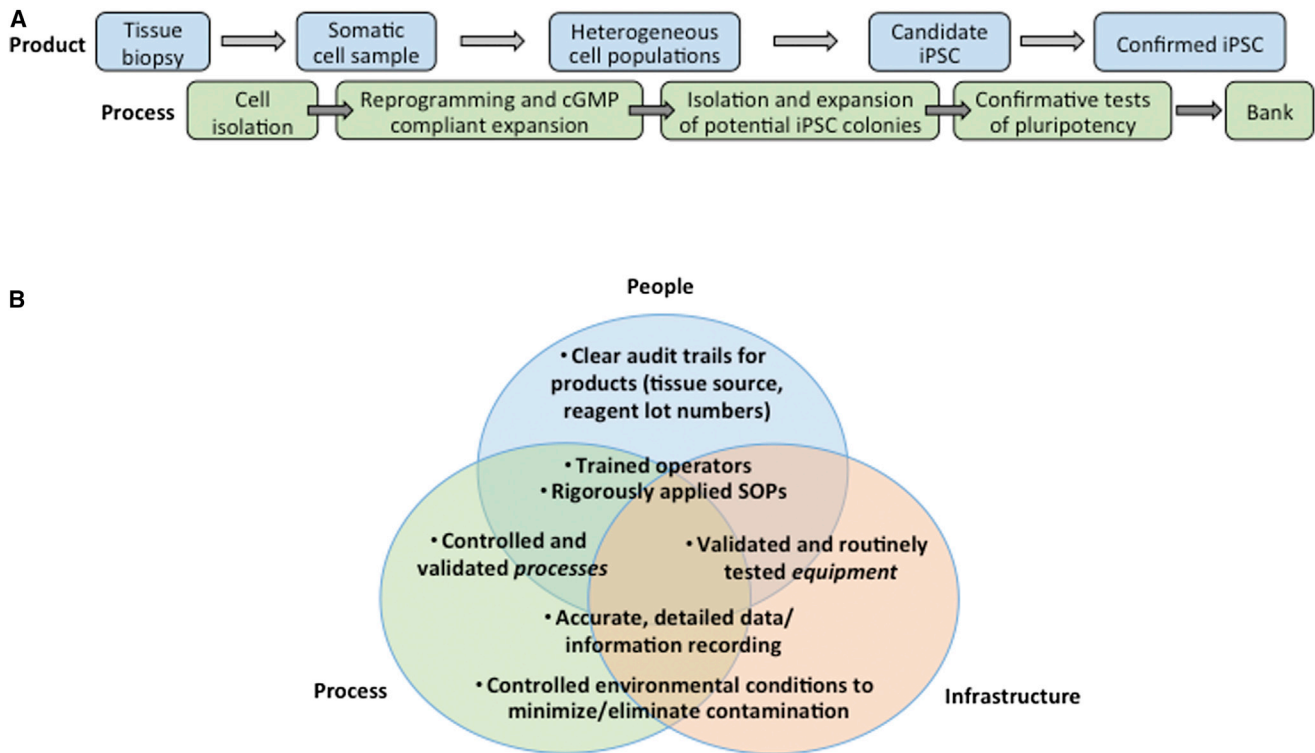 A
Product
Tissue
biopsy
Somatic
cell sample
Heterogeneous
cell populations
Candidate
iPSC
Confirmed iPSC
Process
Cell
isolation
Reprogramming and cGMP
compliant expansion
Isolation and expansion
of potential iPSC colonies
Confirmative tests
of pluripotency
Bank
B
People
• Clear audit trails for
products (tissue source,
reagent lot numbers)
• Trained operators
• Rigorously applied SOPs
• Controlled and
validated processes
• Validated and routinely
tested equipment
• Accurate, detailed data/
information recording
• Controlled environmental conditions to
minimize/eliminate contamination
Process
Infrastructure